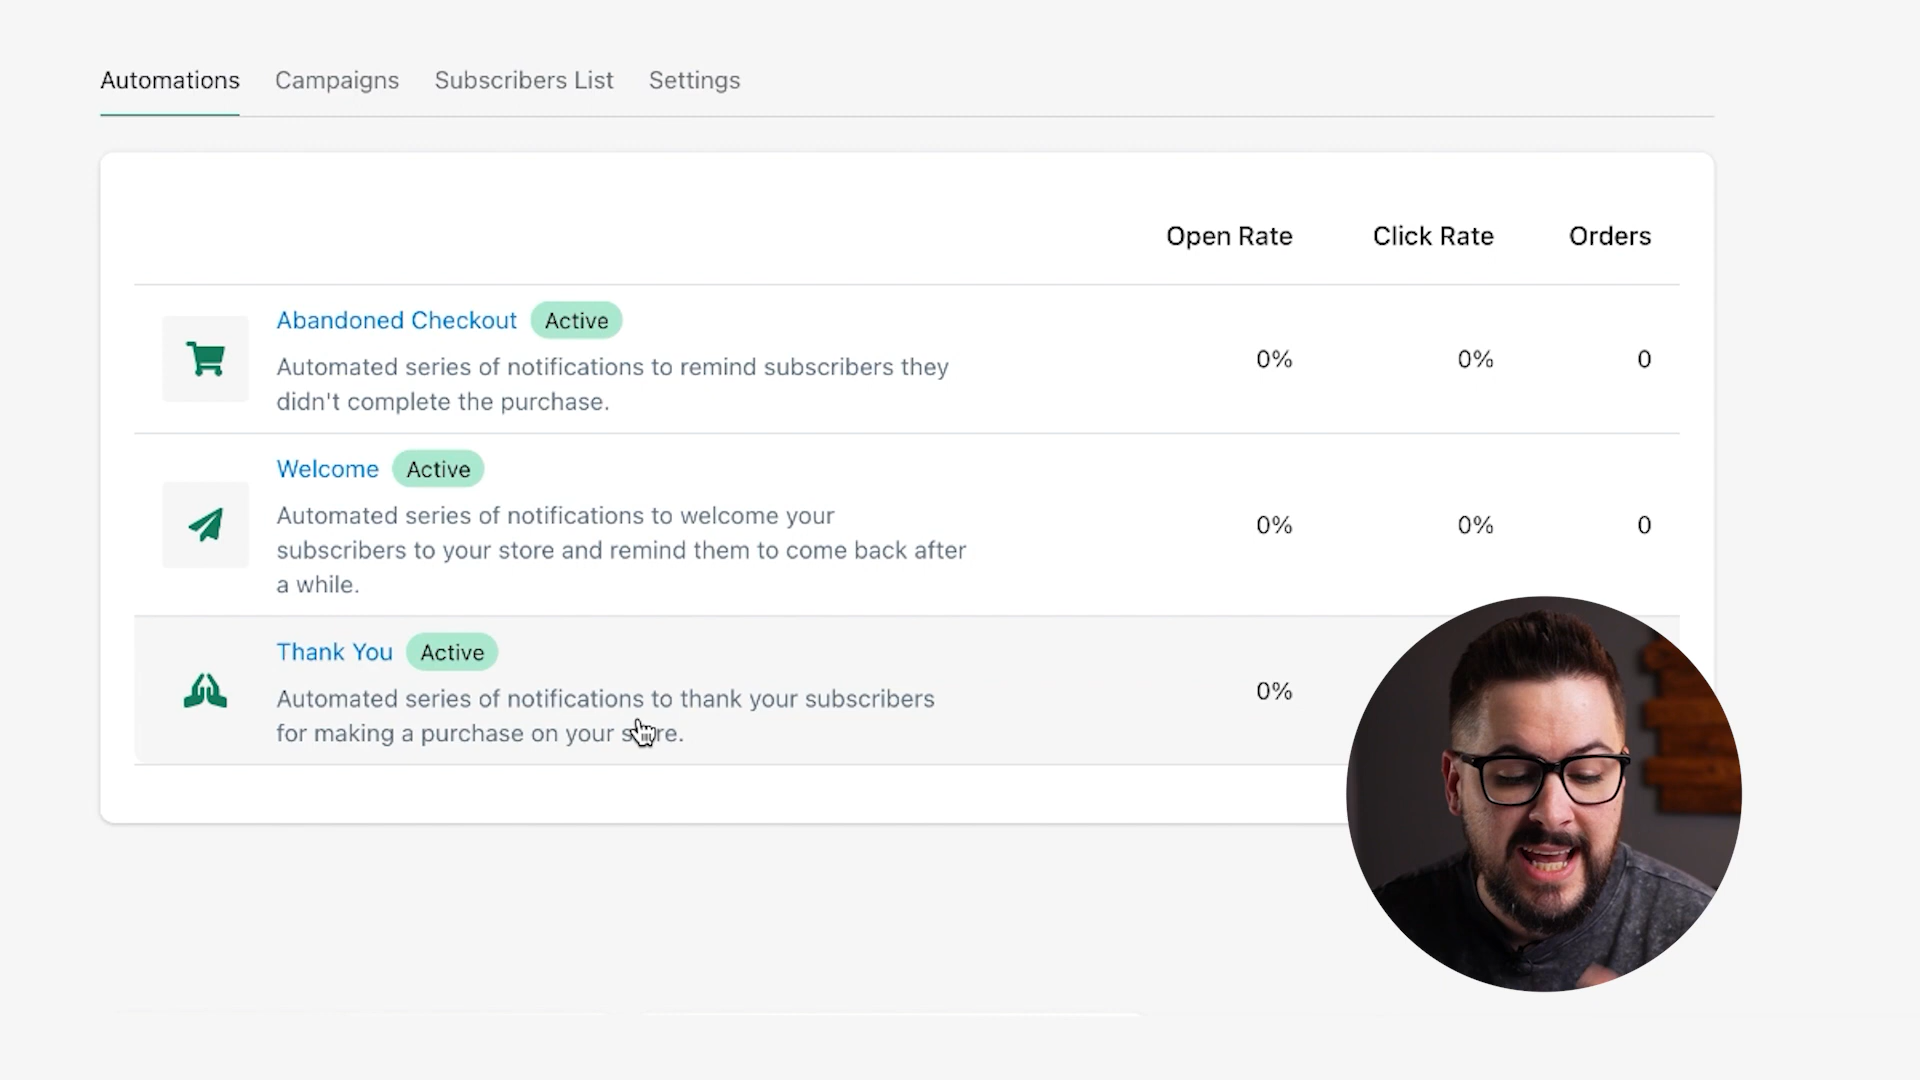 Automations Campaigns Subscribers List Settings
Open Rate Click Rate Orders
Abandoned Checkout Active
Automated series of notifications to remind subscribers they
didn't complete the purchase.
0% 0% 0
Welcome Active
Automated series of notifications to welcome your
subscribers to your store and remind them to come back after
a while.
0% 0% 0
Thank You Active
Automated series of notifications to thank your subscribers
for making a purchase on your store.
0%